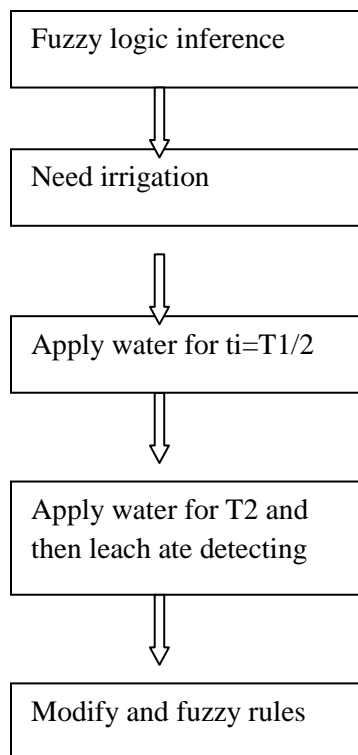 Fuzzy logic inference
Need irrigation
Apply water for ti=T1/2
Apply water for T2 and
then leach ate detecting
Modify and fuzzy rules